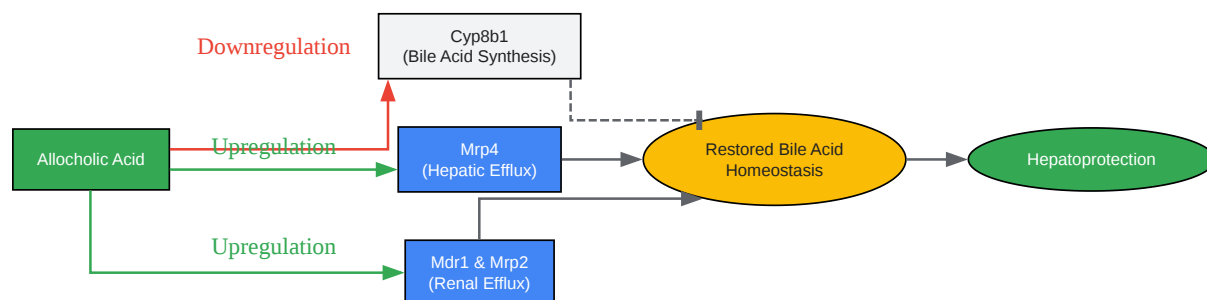 Downregulation
Cyp8b1
(Bile Acid Synthesis)
Allocholic Acid
Upregulation
Mrp4
(Hepatic Efflux)
Restored Bile Acid
Homeostasis
Hepatoprotection
Upregulation
Mdr1 & Mrp2
(Renal Efflux)